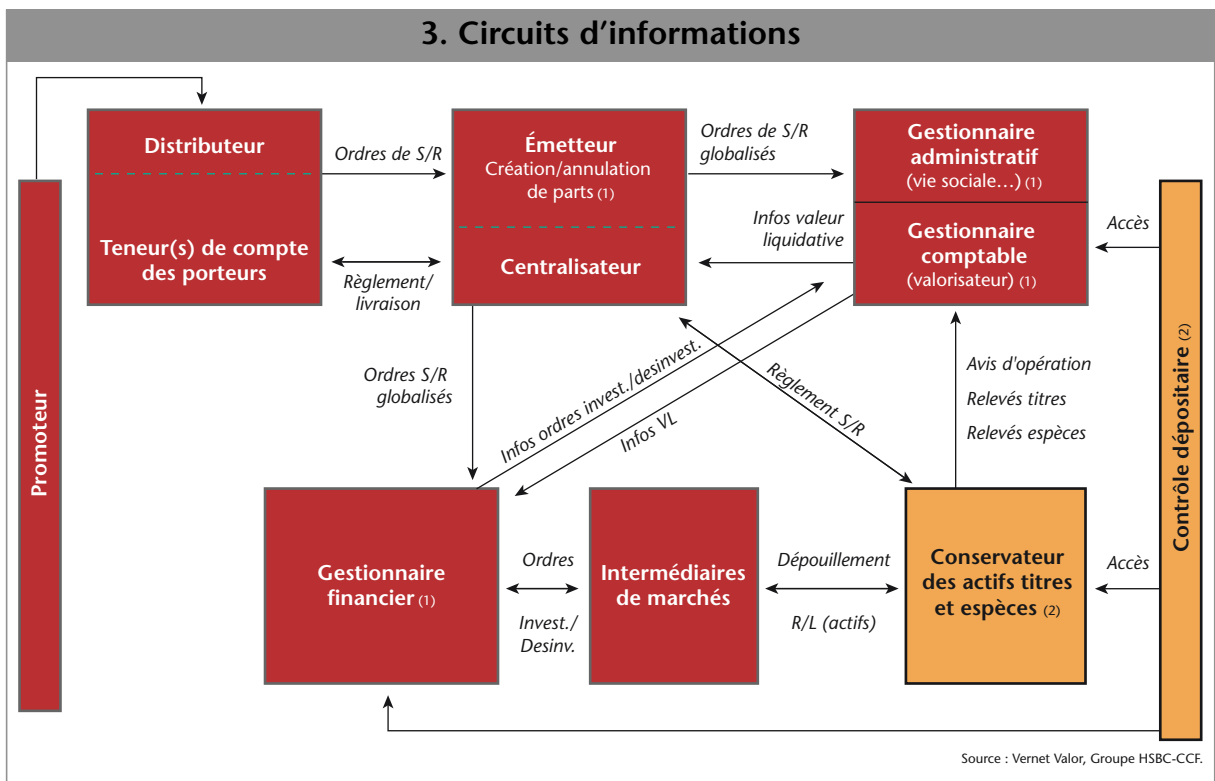 3. Circuits d'informations
Promoteur
Distributeur
Teneur(s) de compte
des porteurs
Ordres de S/R
Règlement/
livraison
Émetteur
Création/annulation
de parts (1)
Centralisateur
Ordres de S/R
globalisés
Infos valeur
liquidative
Gestionnaire
administratif
(vie sociale…) (1)
Gestionnaire
comptable
(valorisateur) (1)
Accès
Contrôle dépositaire (2)
Ordres S/R
globalisés
Infos ordres invest./desinvest.
Infos VL
Règlement S/R
Avis d'opération
Relevés titres
Relevés espèces
Gestionnaire
financier (1)
Ordres
Invest./
Desinv.
Intermédiaires
de marchés
Dépouillement
R/L (actifs)
Conservateur
des actifs titres
et espèces (2)
Accès
Source : Vernet Valor, Groupe HSBC-CCF.